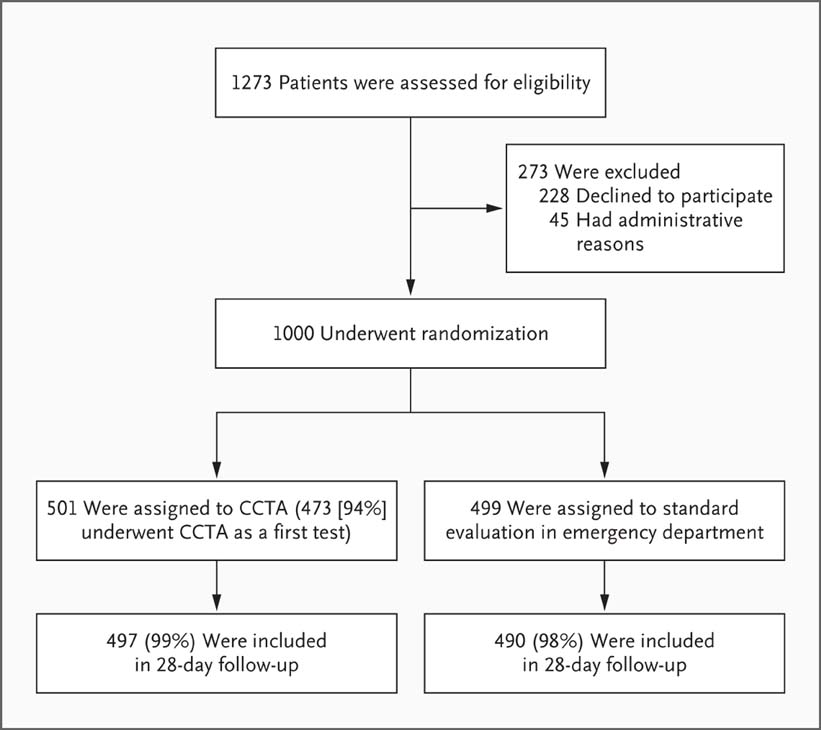 1273 Patients were assessed for eligibility
273 Were excluded
228 Declined to participate
45 Had administrative
reasons
1000 Underwent randomization
501 Were assigned to CCTA (473 [94%]
underwent CCTA as a first test)
499 Were assigned to standard
evaluation in emergency department
497 (99%) Were included
in 28-day follow-up
490 (98%) Were included
in 28-day follow-up